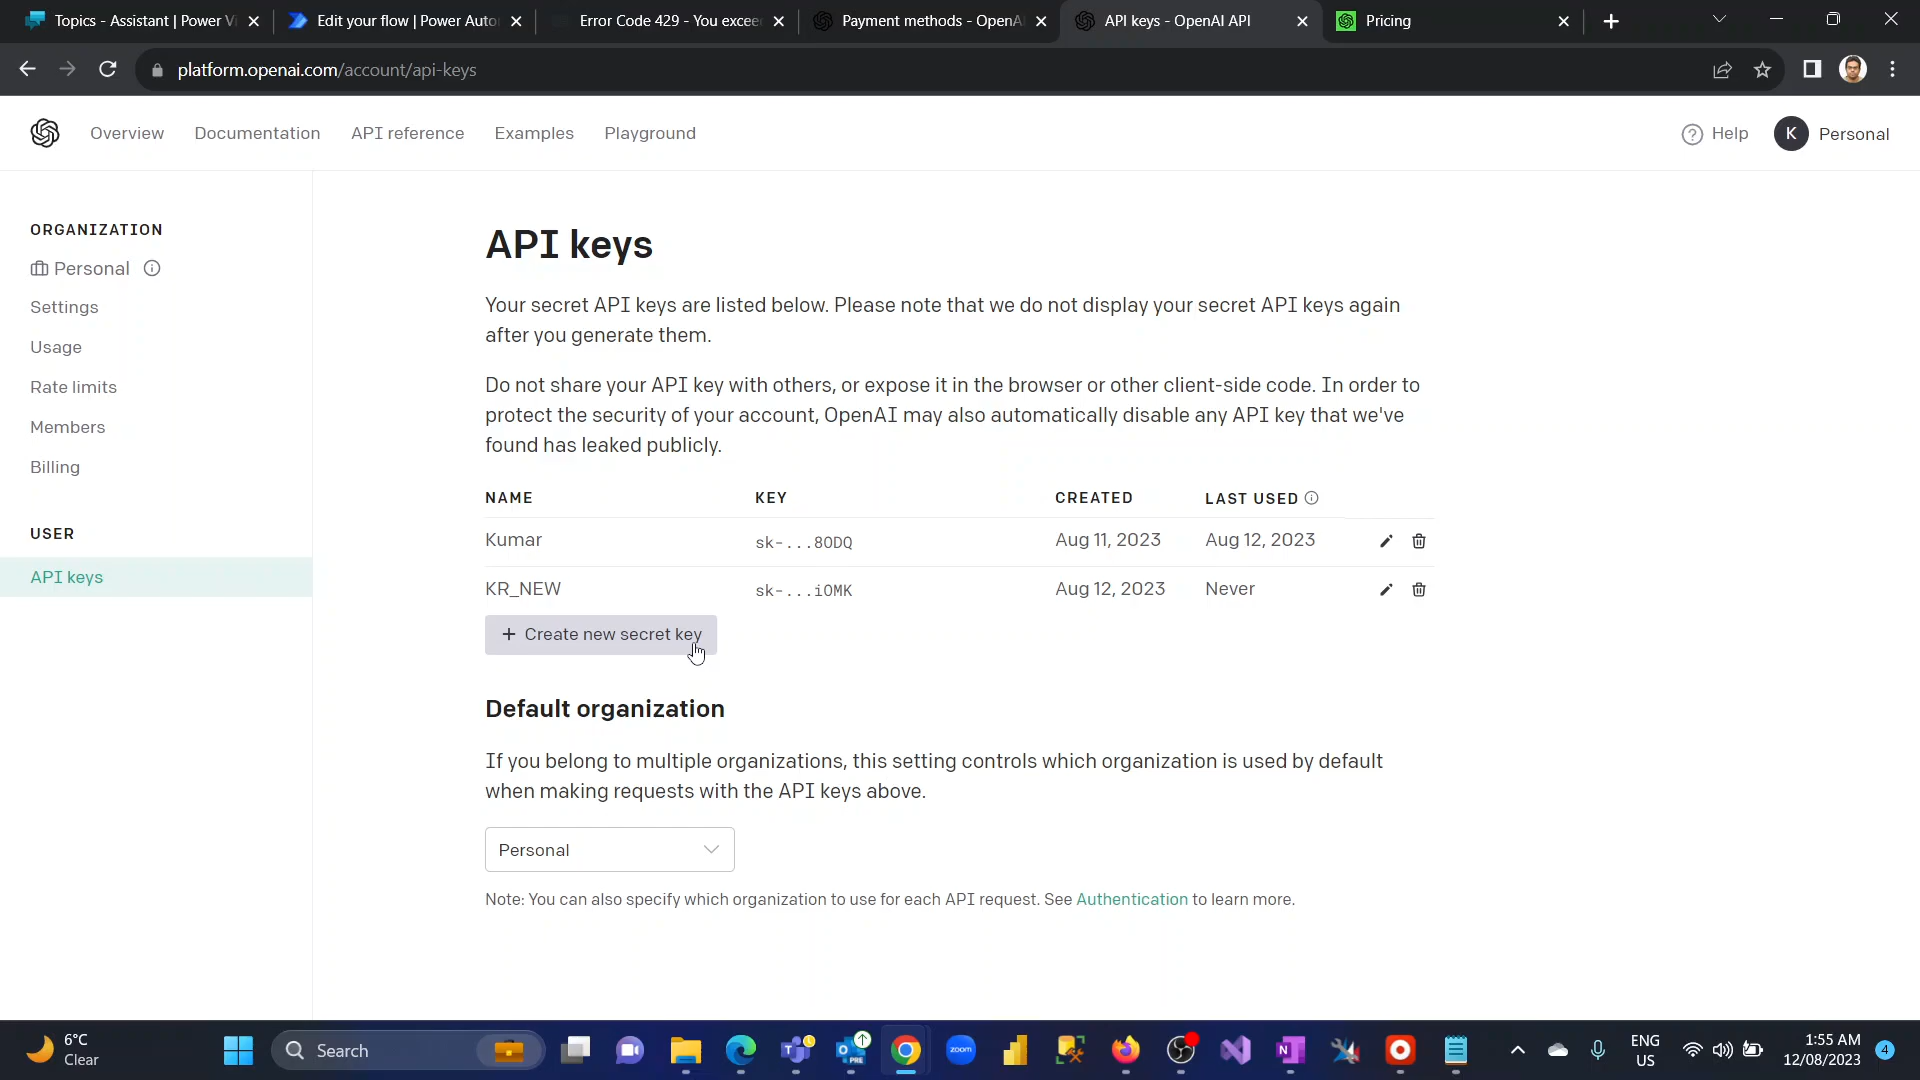 Topics - Assistant | Power Vi
Edit your flow | Power Auto
Error Code 429 - You exceed
Payment methods - OpenAI
API keys - OpenAI API
Pricing
platform.openai.com/account/api-keys
Overview
Documentation
API reference
Examples
Playground
Help
K
Personal
ORGANIZATION
Personal
Settings
Usage
Rate limits
Members
Billing
USER
API keys
API keys
Your secret API keys are listed below. Please note that we do not display your secret API keys again
after you generate them.
Do not share your API key with others, or expose it in the browser or other client-side code. In order to
protect the security of your account, OpenAI may also automatically disable any API key that we've
found has leaked publicly.
NAME KEY CREATED LAST USED
Kumar sk-...8ODQ Aug 11, 2023 Aug 12, 2023
KR_NEW sk-...iOMK Aug 12, 2023 Never
+ Create new secret key
Default organization
If you belong to multiple organizations, this setting controls which organization is used by default
when making requests with the API keys above.
Personal
Note: You can also specify which organization to use for each API request. See Authentication to learn more.
6°C
Clear
Search
PRE
zoom
ENG
US
1:55 AM
12/08/2023
4